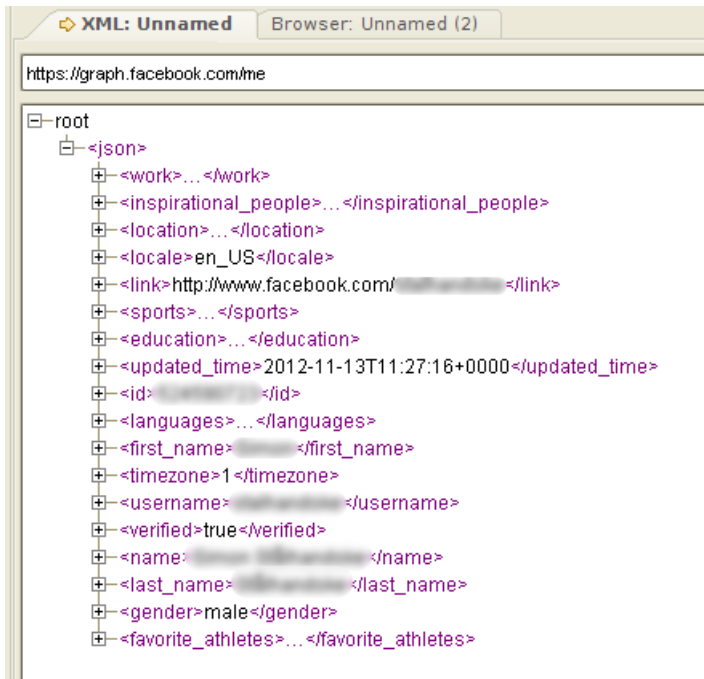 XML: Unnamed
Browser: Unnamed (2)
https://graph.facebook.com/me
root
<json>
<work>...</work>
<inspirational_people>...</inspirational_people>
<location>...</location>
<locale>en_US</locale>
<link>http://www.facebook.com/</link>
<sports>...</sports>
<education>...</education>
<updated_time>2012-11-13T11:27:16+0000</updated_time>
<id></id>
<languages>...</languages>
<first_name></first_name>
<timezone>1</timezone>
<username></username>
<verified>true</verified>
<name></name>
<last_name></last_name>
<gender>male</gender>
<favorite_athletes>...</favorite_athletes>